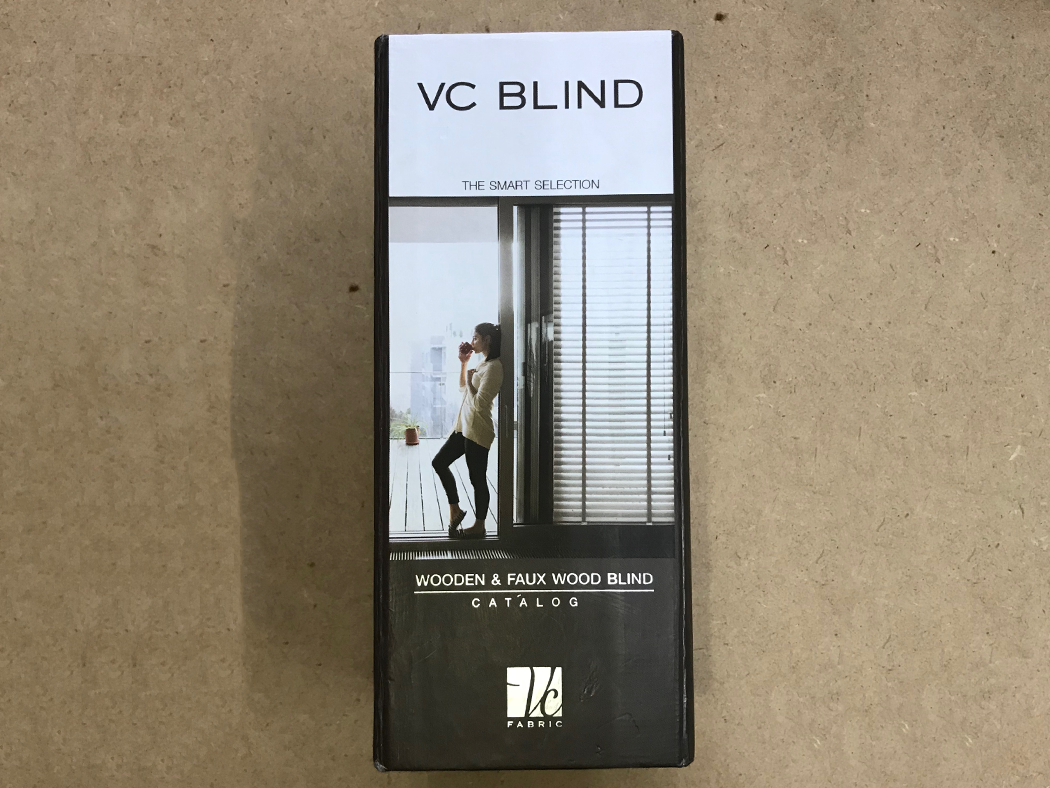 VC BLIND
THE SMART SELECTION
WOODEN & FAUX WOOD BLIND
CATALOG
Vc
FABRIC